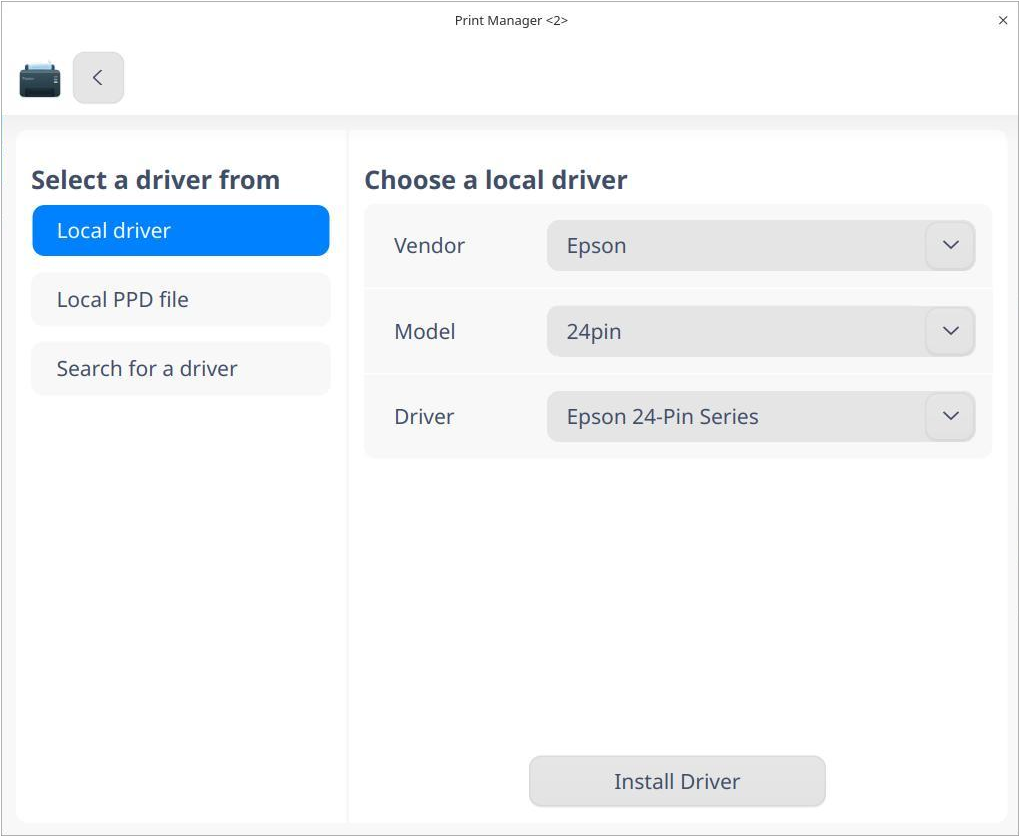 Print Manager <2>
Select a driver from
Local driver
Local PPD file
Search for a driver
Choose a local driver
Vendor Epson
Model 24pin
Driver Epson 24-Pin Series
Install Driver